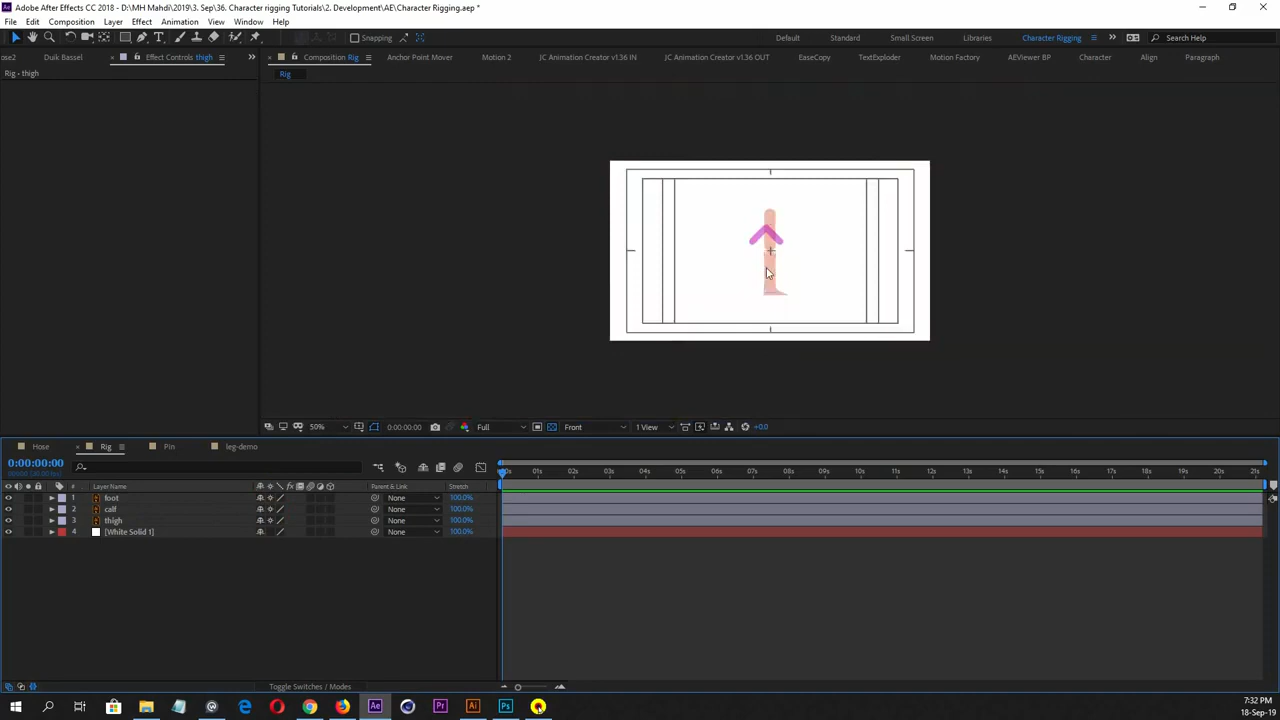 Adobe After Effects CC 2018 - D:\MH Mahdi\2019\3. Sep\36. Character rigging Tutorials\2. Development\AE\Character Rigging.aep *
File Edit Composition Layer Effect Animation View Window Help
Snapping Default Standard Small Screen Libraries Character Rigging Search Help
ose2 Duik Bassel Effect Controls thigh Composition Rig Anchor Point Mover Motion 2 JC Animation Creator v1.36 IN JC Animation Creator v1.36 OUT EaseCopy TextExploder Motion Factory AEViewer BP Character Align Paragraph
Rig - thigh Rig
50% 0:00:00:00 Full Front 1 View +0.0
Hose Rig Pin leg-demo
0:00:00:00
0s 01s 02s 03s 04s 05s 06s 07s 08s 09s 10s 11s 12s 13s 14s 15s 16s 17s 18s 19s 20s 21s
# Layer Name Parent & Link Stretch
1 foot None 100.0%
2 calf None 100.0%
3 thigh None 100.0%
4 [White Solid 1] None 100.0%
Toggle Switches / Modes
7:32 PM
18-Sep-19